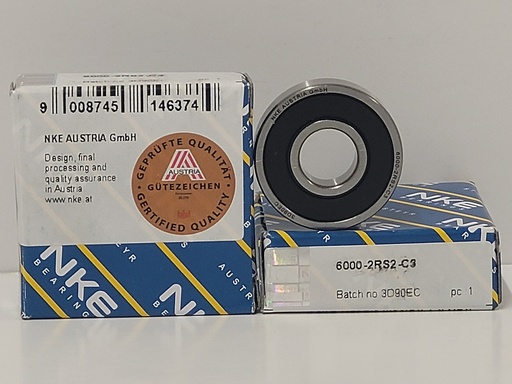 9 008745 146374
NKE AUSTRIA GmbH
Design, final
processing and
quality assurance
in Austria
www.nke.at
GEPRÜFTE QUALITÄT
AUSTRIA
GÜTEZEICHEN
CERTIFIED QUALITY
NKE
BEARINGS
NKE
AUSTR
NKE AUSTRIA GmbH
6000-2RS2-C3
6000-2RS2-C3
Batch no 3D90EC pc 1